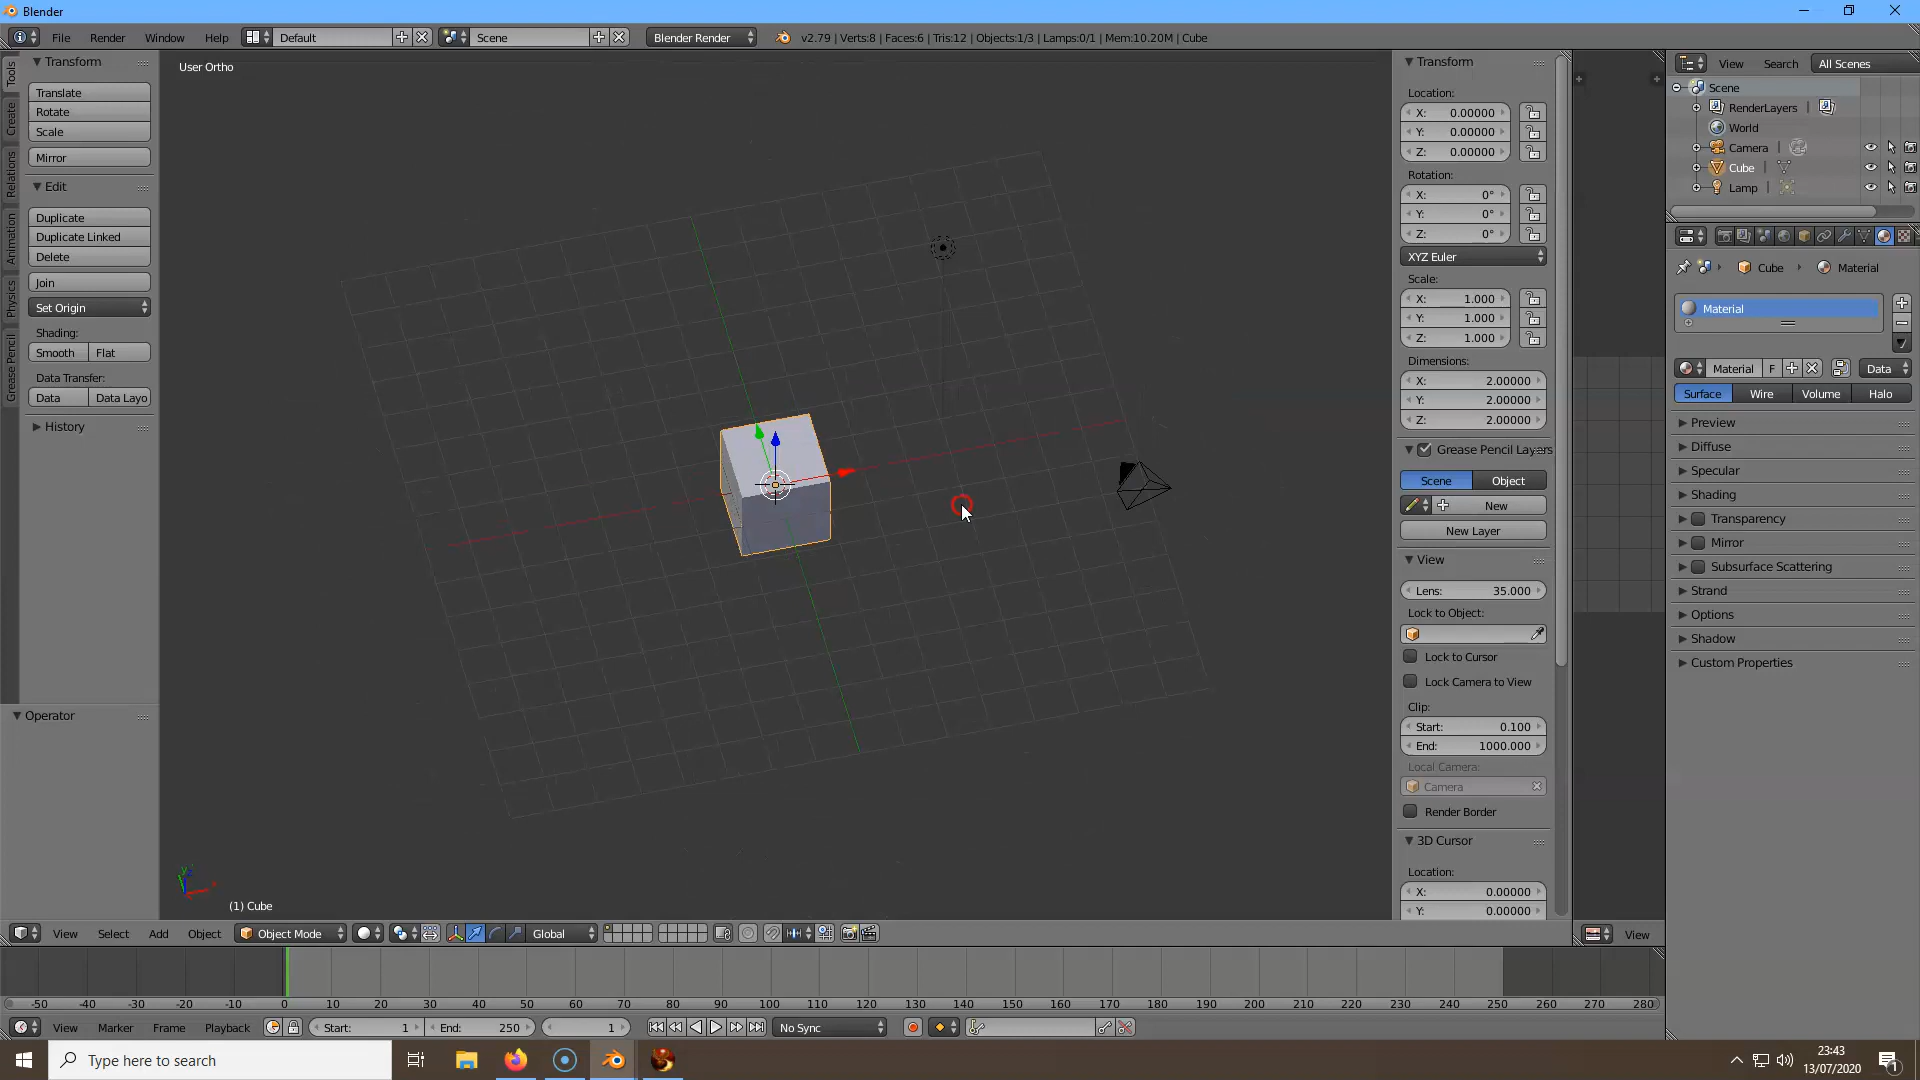 Blender
File Render Window Help Default Scene Blender Render v2.79 | Verts:8 | Faces:6 | Tris:12 | Objects:1/3 | Lamps:0/1 | Mem:10.20M | Cube
Tools
Create
Relations
Animation
Physics
Grease Pencil
Transform
Translate
Rotate
Scale
Mirror
Edit
Duplicate
Duplicate Linked
Delete
Join
Set Origin
Shading:
Smooth Flat
Data Transfer:
Data Data Layo
History
Operator
User Ortho
(1) Cube
Transform
Location:
X: 0.00000
Y: 0.00000
Z: 0.00000
Rotation:
X: 0°
Y: 0°
Z: 0°
XYZ Euler
Scale:
X: 1.000
Y: 1.000
Z: 1.000
Dimensions:
X: 2.00000
Y: 2.00000
Z: 2.00000
Grease Pencil Layers
Scene Object
New
New Layer
View
Lens: 35.000
Lock to Object:
Lock to Cursor
Lock Camera to View
Clip:
Start: 0.100
End: 1000.000
Local Camera:
Camera
Render Border
3D Cursor
Location:
X: 0.00000
Y: 0.00000
View Search All Scenes
Scene
RenderLayers
World
Camera
Cube
Lamp
Cube Material
Material
Material F Data
Surface Wire Volume Halo
Preview
Diffuse
Specular
Shading
Transparency
Mirror
Subsurface Scattering
Strand
Options
Shadow
Custom Properties
View Select Add Object Object Mode Global View
-50 -40 -30 -20 -10 0 10 20 30 40 50 60 70 80 90 100 110 120 130 140 150 160 170 180 190 200 210 220 230 240 250 260 270 280
View Marker Frame Playback Start: 1 End: 250 1 No Sync
Type here to search
23:43
13/07/2020
1